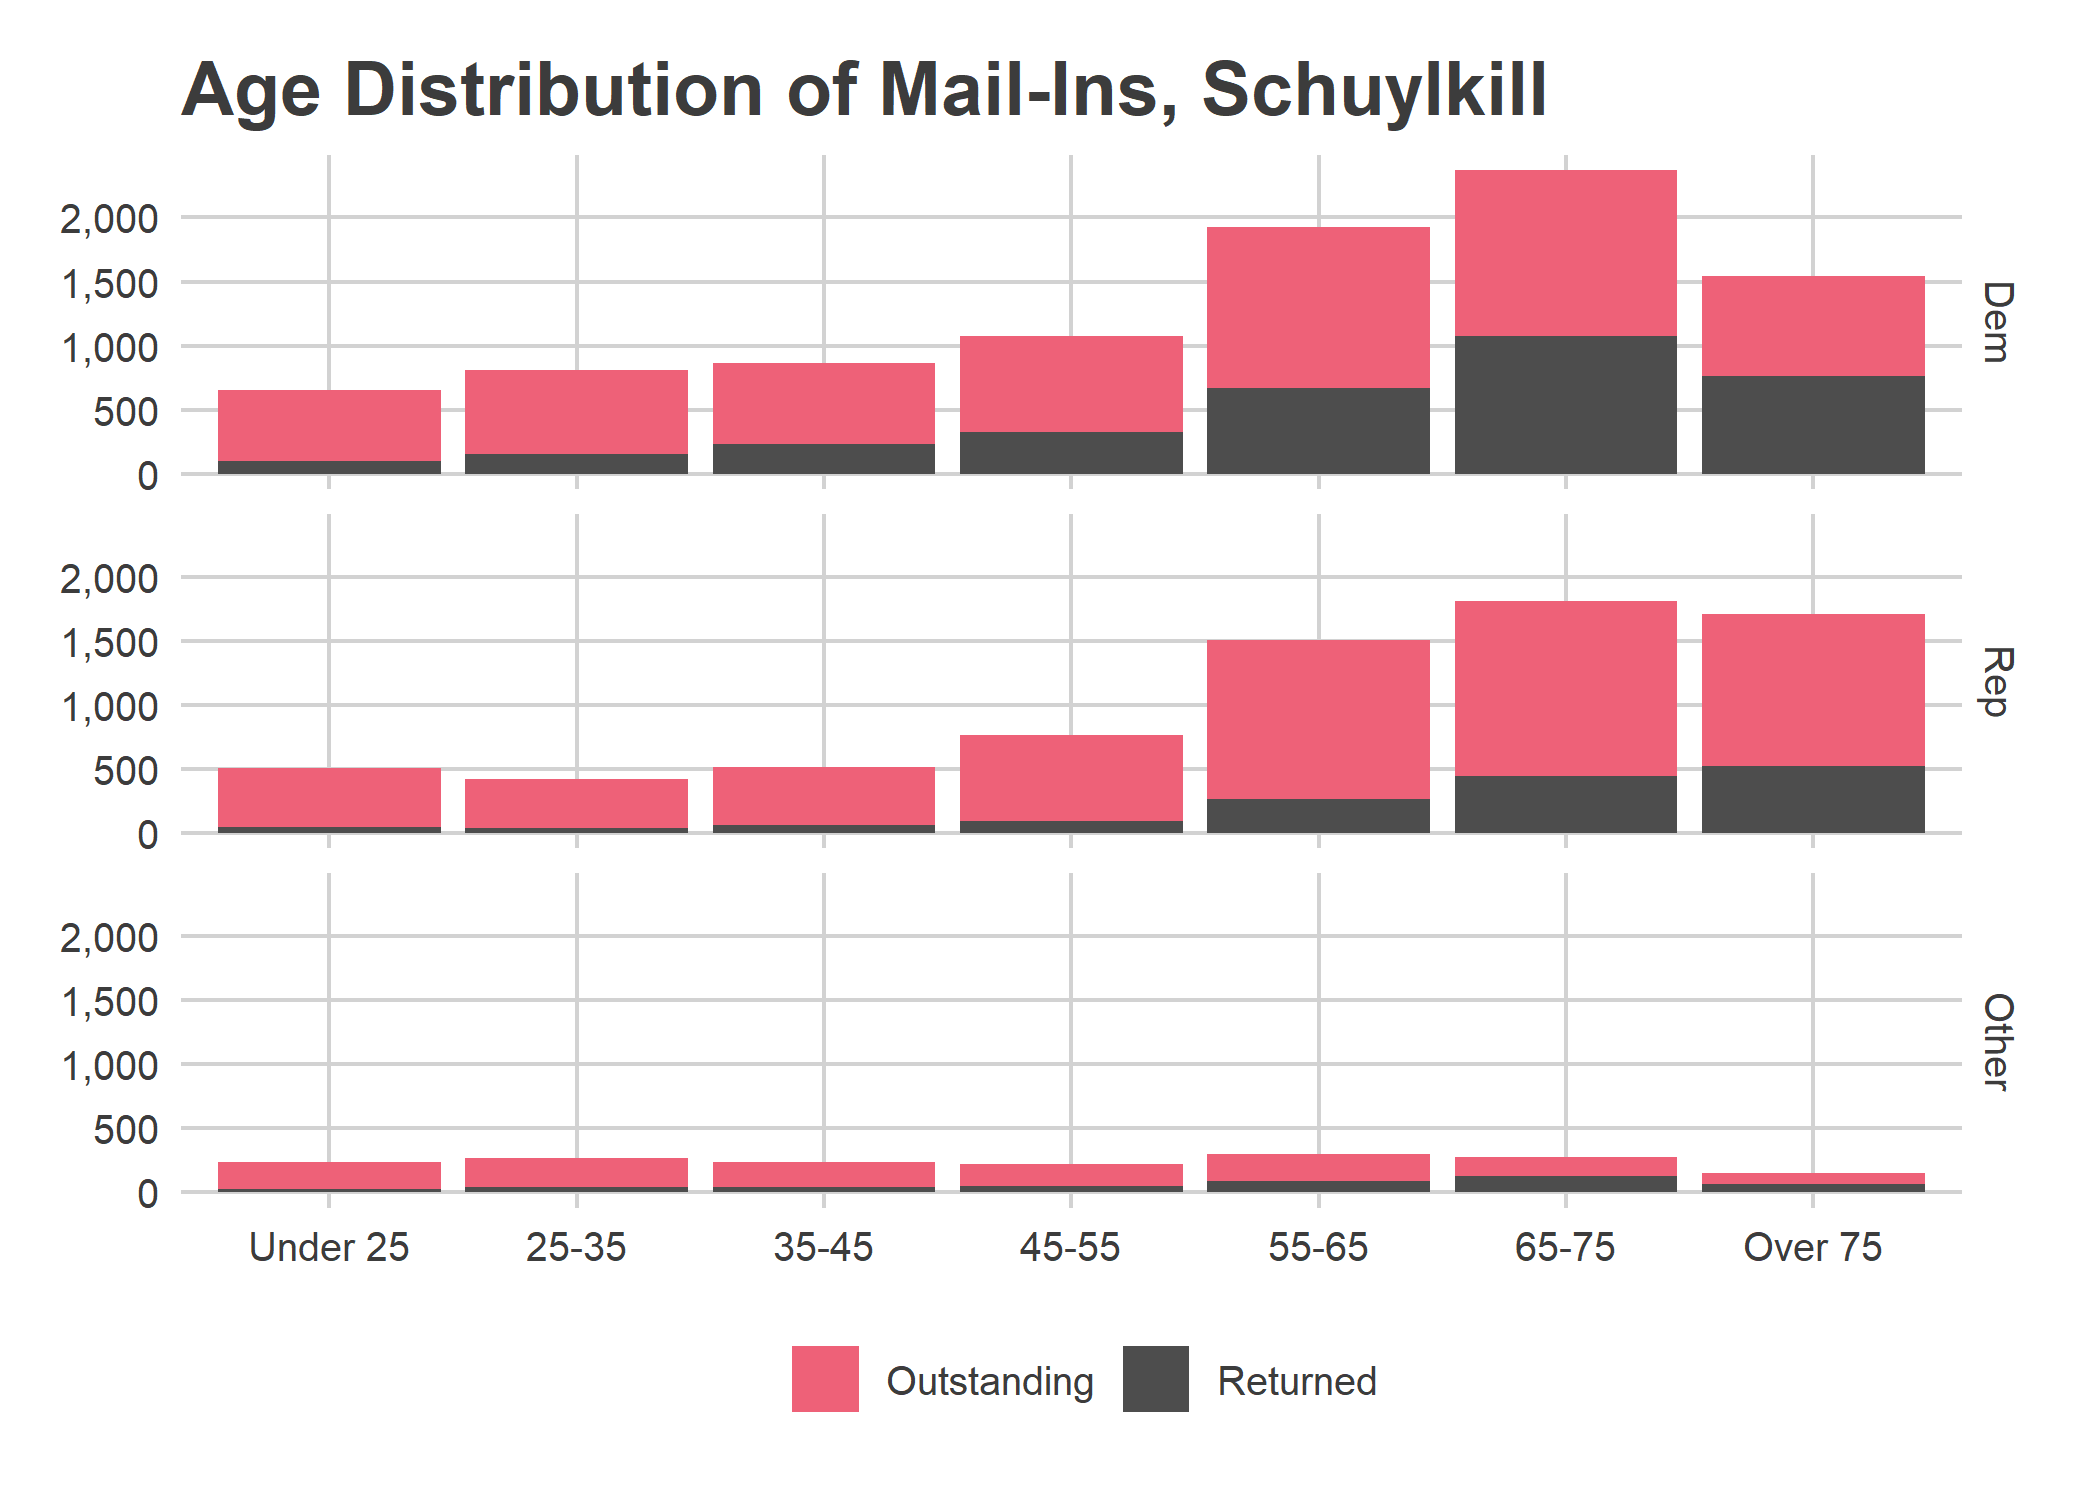 Age Distribution of Mail-Ins, Schuylkill
2,000
1,500
1,000
500
0
Dem
2,000
1,500
1,000
500
0
Rep
2,000
1,500
1,000
500
0
Other
Under 25 25-35 35-45 45-55 55-65 65-75 Over 75
Outstanding Returned